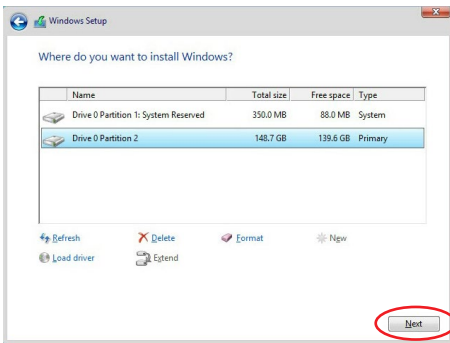 Windows Setup
Where do you want to install Windows?
Name Total size Free space Type
Drive 0 Partition 1: System Reserved 350.0 MB 88.0 MB System
Drive 0 Partition 2 148.7 GB 139.6 GB Primary
Refresh Delete Format New
Load driver Extend
Next